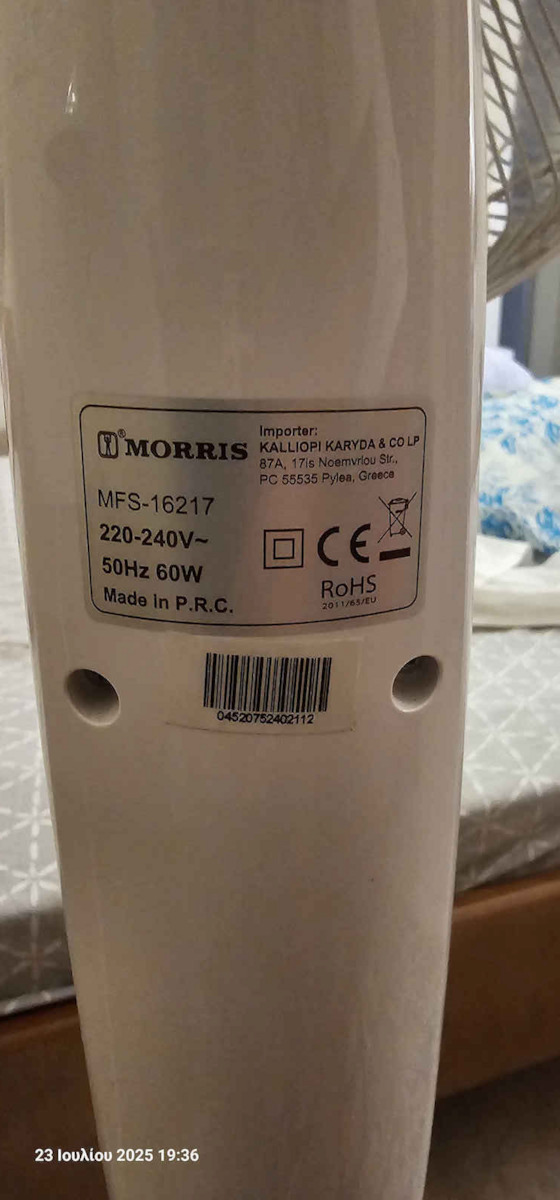 ®MORRIS
Importer:
KALLIOPI KARYDA & CO LP
87A, 17is Noemvriou Str.,
PC 55535 Pylea, Greece
MFS-16217
220-240V~
50Hz 60W
Made in P.R.C.
CE
RoHS
2011/65/EU
04520752402112
23 Ιουλίου 2025 19:36